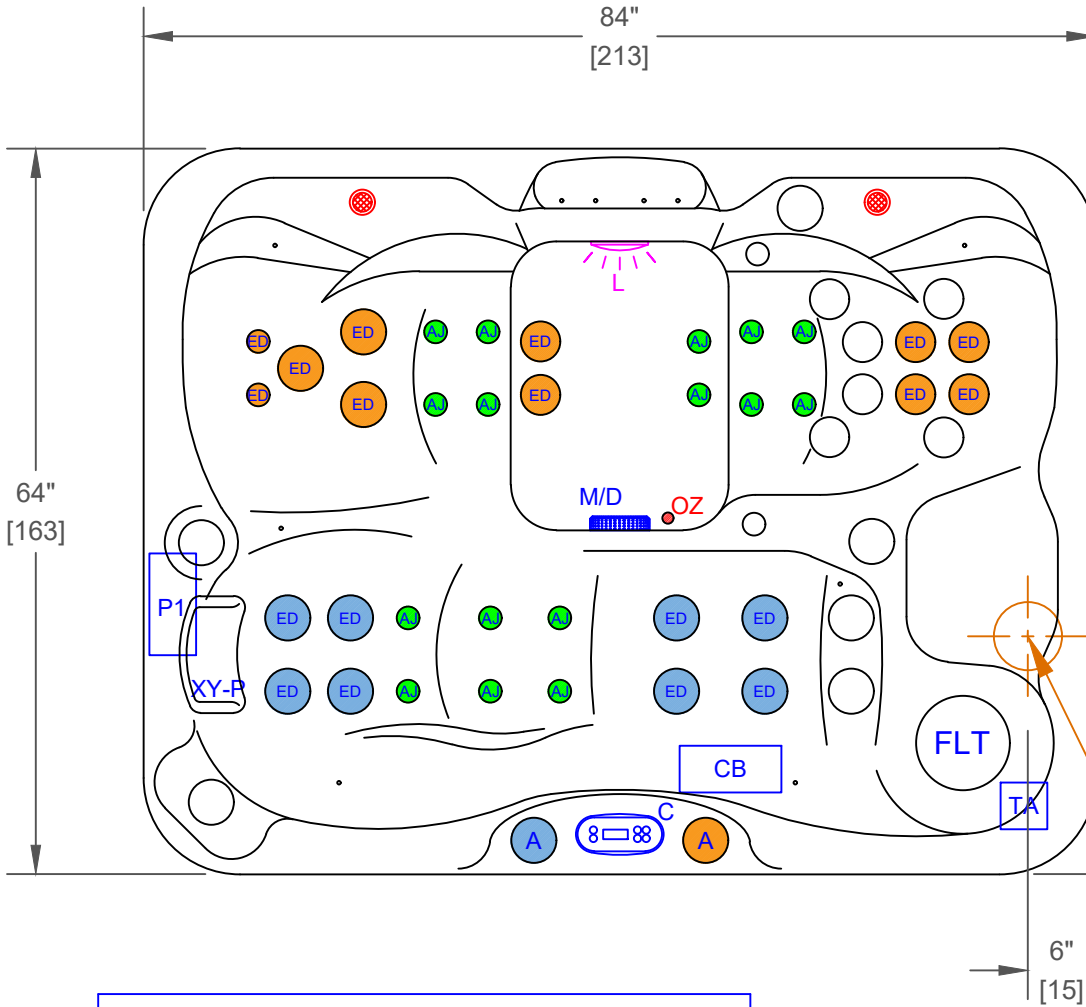 84"
[213]
L
ED ED AJ AJ ED AJ AJ AJ ED ED
ED
ED ED AJ AJ ED AJ AJ AJ ED ED
64"
[163]
M/D OZ
P1
ED ED AJ AJ AJ ED ED
XY-P
ED ED AJ AJ AJ ED ED
FLT
CB
TA
C
A A
6"
[15]